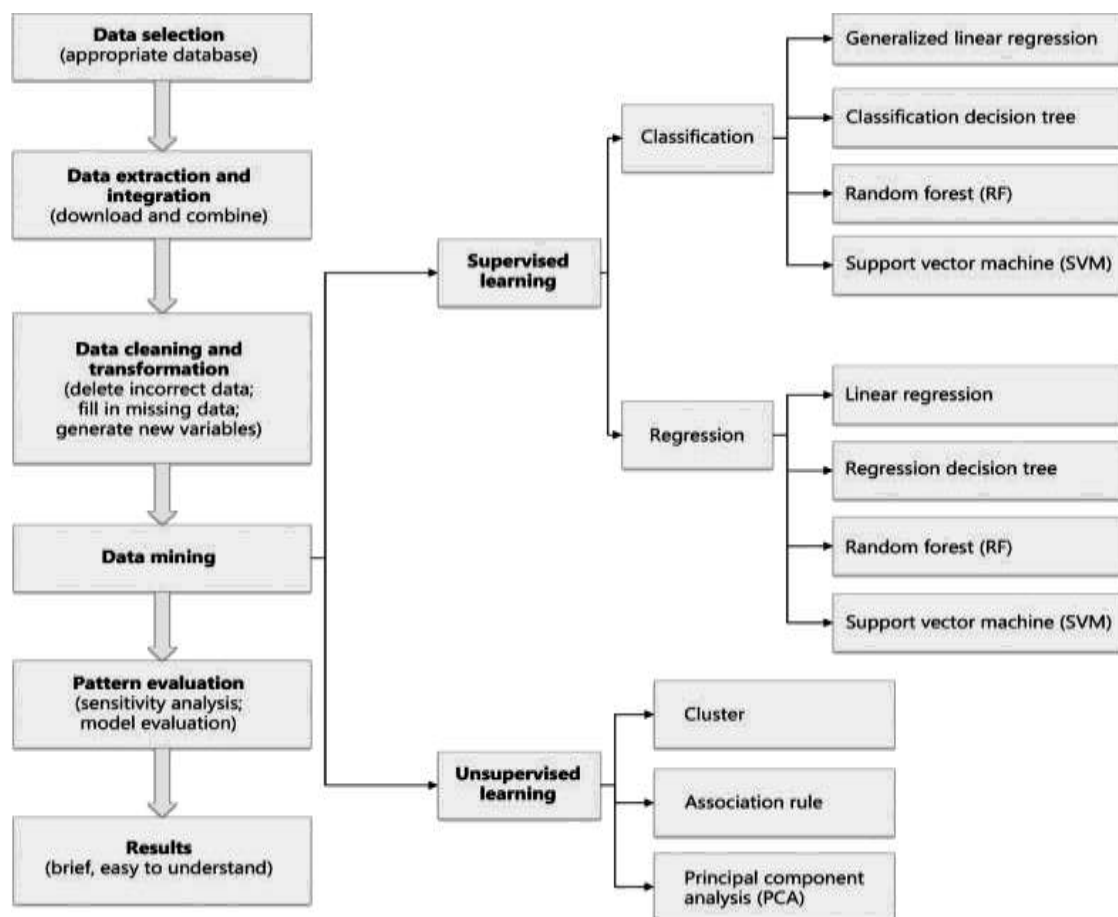 Data selection
(appropriate database)
Data extraction and
integration
(download and combine)
Data cleaning and
transformation
(delete incorrect data;
fill in missing data;
generate new variables)
Data mining
Pattern evaluation
(sensitivity analysis;
model evaluation)
Results
(brief, easy to understand)
Supervised
learning
Classification
Generalized linear regression
Classification decision tree
Random forest (RF)
Support vector machine (SVM)
Regression
Linear regression
Regression decision tree
Random forest (RF)
Support vector machine (SVM)
Unsupervised
learning
Cluster
Association rule
Principal component
analysis (PCA)